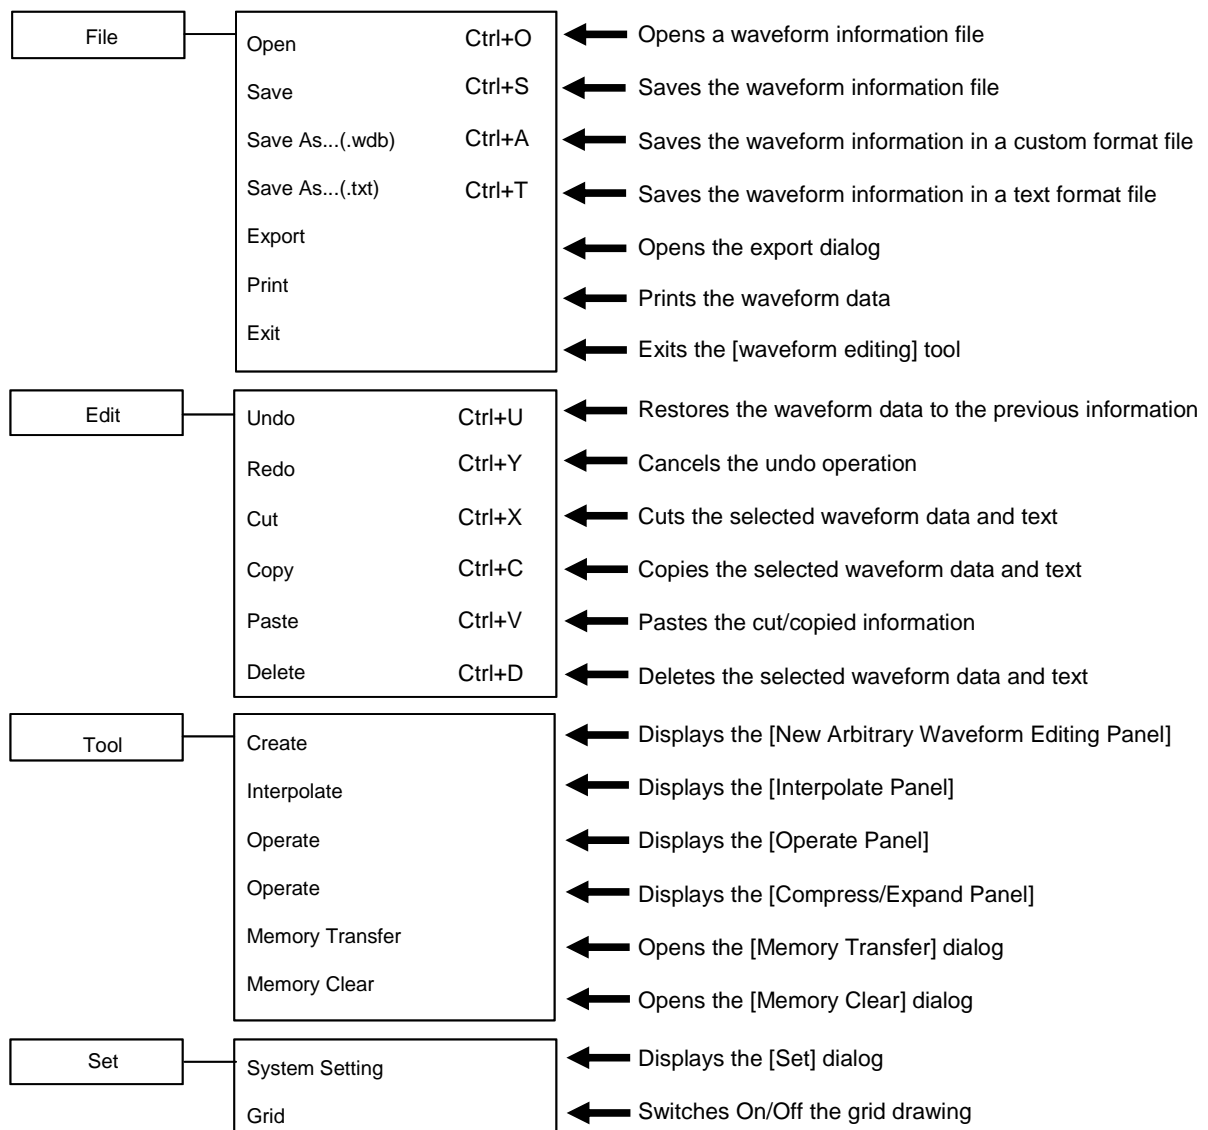 File
Open Ctrl+O Opens a waveform information file
Save Ctrl+S Saves the waveform information file
Save As...(.wdb) Ctrl+A Saves the waveform information in a custom format file
Save As...(.txt) Ctrl+T Saves the waveform information in a text format file
Export Opens the export dialog
Print Prints the waveform data
Exit Exits the [waveform editing] tool
Edit
Undo Ctrl+U Restores the waveform data to the previous information
Redo Ctrl+Y Cancels the undo operation
Cut Ctrl+X Cuts the selected waveform data and text
Copy Ctrl+C Copies the selected waveform data and text
Paste Ctrl+V Pastes the cut/copied information
Delete Ctrl+D Deletes the selected waveform data and text
Tool
Create Displays the [New Arbitrary Waveform Editing Panel]
Interpolate Displays the [Interpolate Panel]
Operate Displays the [Operate Panel]
Operate Displays the [Compress/Expand Panel]
Memory Transfer Opens the [Memory Transfer] dialog
Memory Clear Opens the [Memory Clear] dialog
Set
System Setting Displays the [Set] dialog
Grid Switches On/Off the grid drawing